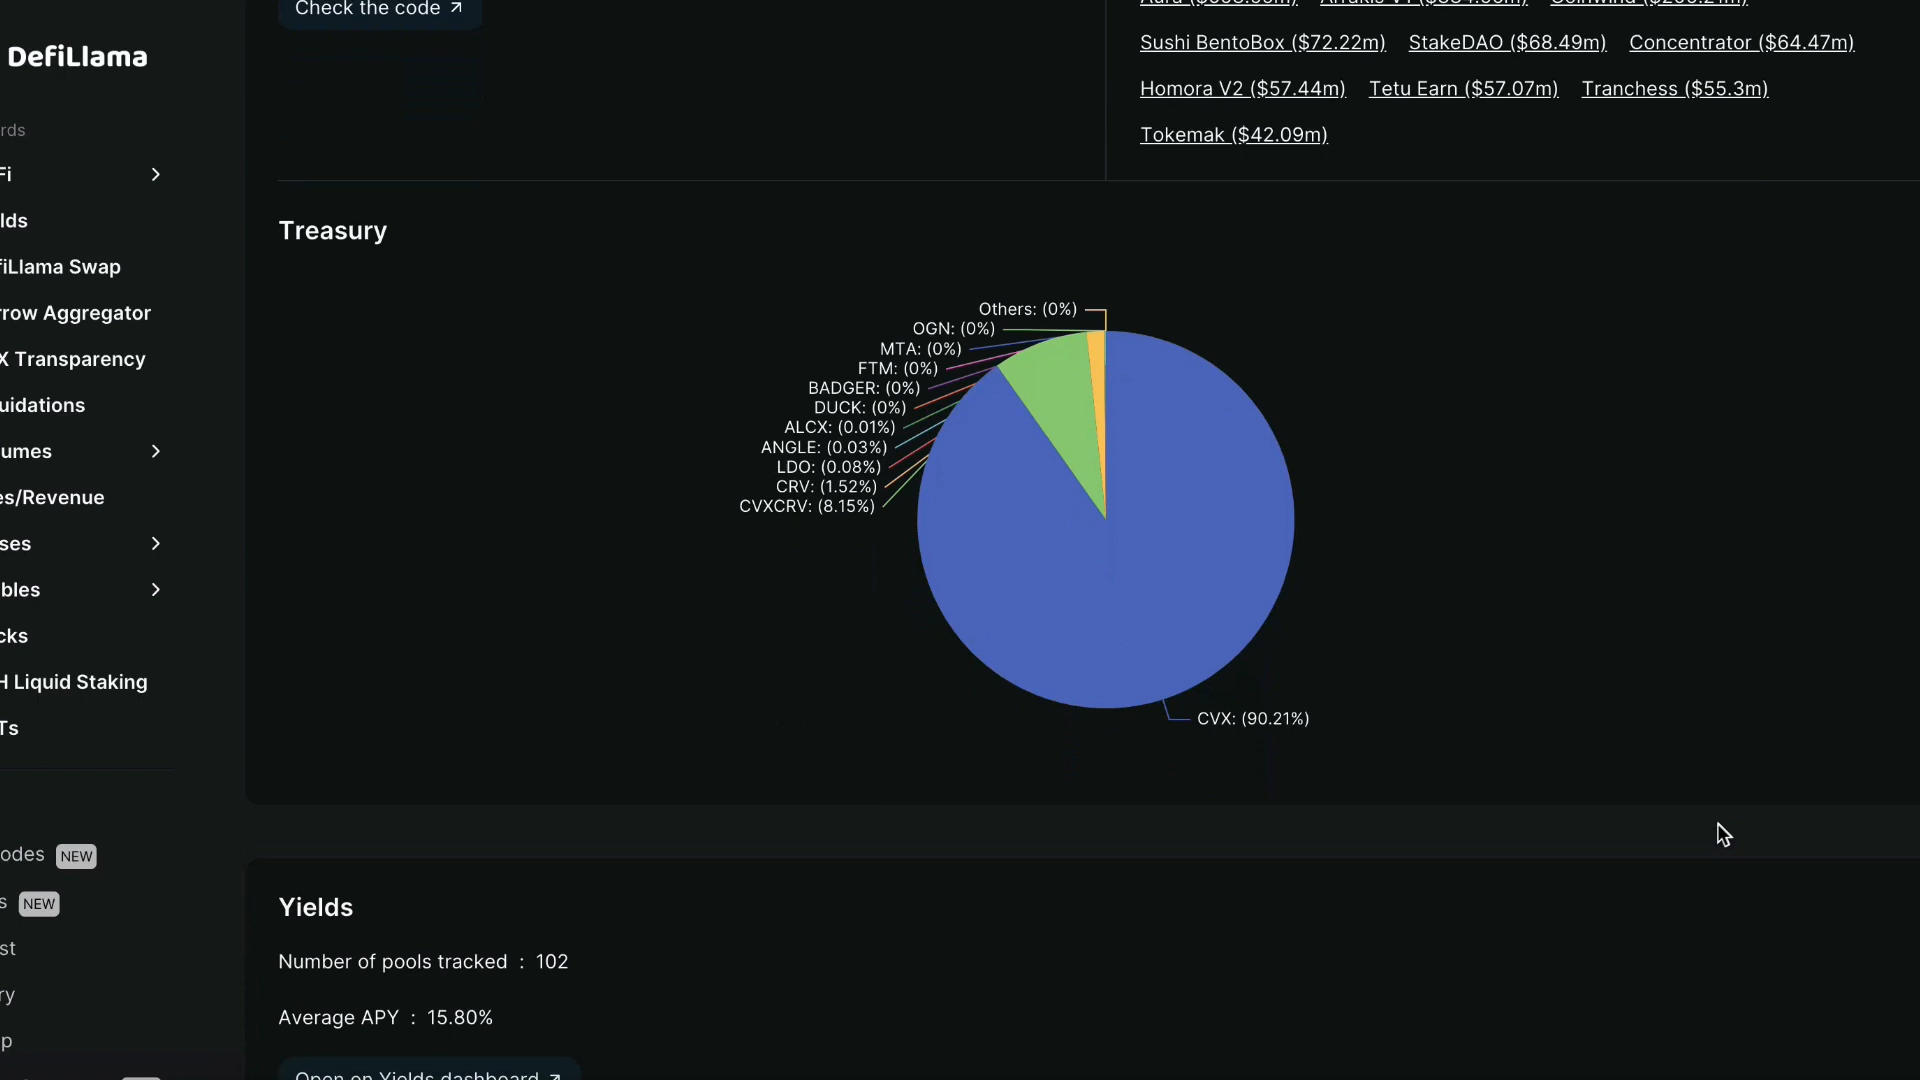 Check the code ↗
DefiLlama
rds
Fi
lds
fiLlama Swap
rrow Aggregator
X Transparency
uidations
umes
es/Revenue
ses
bles
cks
H Liquid Staking
Ts
odes NEW
s NEW
st
ry
p
Sushi BentoBox ($72.22m) StakeDAO ($68.49m) Concentrator ($64.47m)
Homora V2 ($57.44m) Tetu Earn ($57.07m) Tranchess ($55.3m)
Tokemak ($42.09m)
Treasury
Others: (0%)
OGN: (0%)
MTA: (0%)
FTM: (0%)
BADGER: (0%)
DUCK: (0%)
ALCX: (0.01%)
ANGLE: (0.03%)
LDO: (0.08%)
CRV: (1.52%)
CVXCRV: (8.15%)
CVX: (90.21%)
Yields
Number of pools tracked : 102
Average APY : 15.80%
Open on Yields dashboard ↗